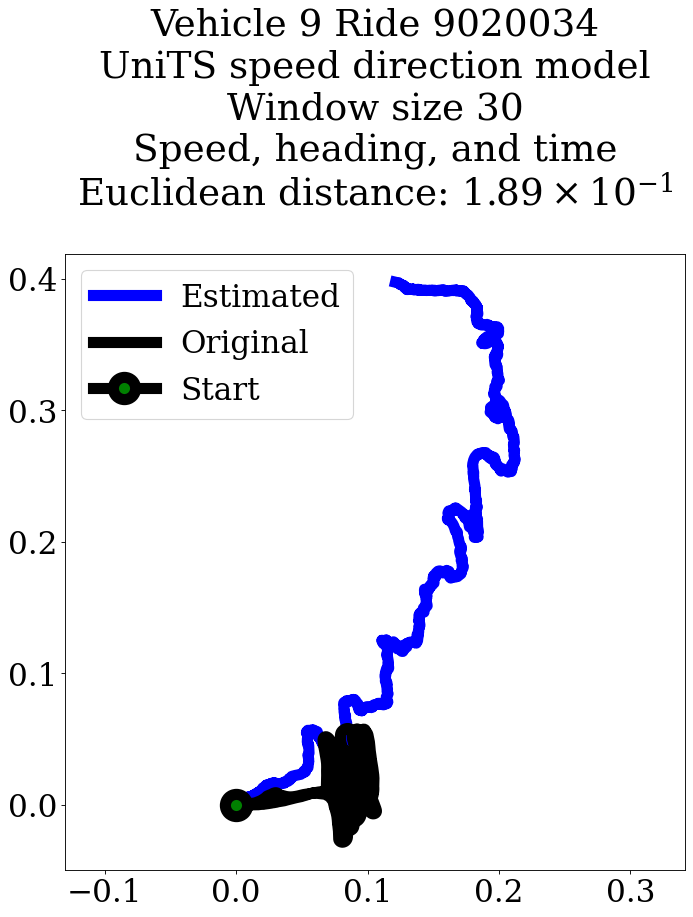 Vehicle 9 Ride 9020034
UniTS speed direction model
Window size 30
Speed, heading, and time
Euclidean distance: $1.89 \times 10^{-1}$
Estimated
Original
Start
0.4
0.3
0.2
0.1
0.0
−0.1 0.0 0.1 0.2 0.3